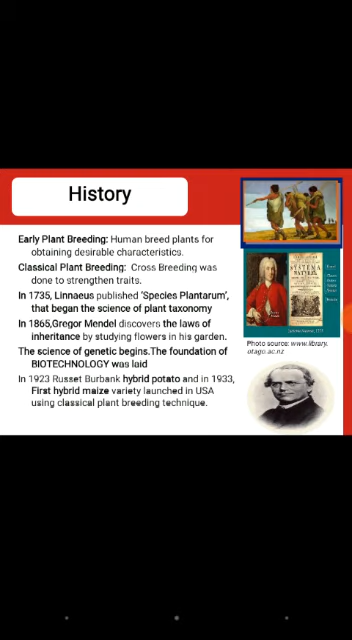 History
Early Plant Breeding: Human breed plants for
obtaining desirable characteristics.
Classical Plant Breeding: Cross Breeding was
done to strengthen traits.
In 1735, Linnaeus published 'Species Plantarum',
that began the science of plant taxonomy
In 1865,Gregor Mendel discovers the laws of
inheritance by studying flowers in his garden.
The science of genetic begins.The foundation of
BIOTECHNOLOGY was laid
In 1923 Russet Burbank hybrid potato and in 1933,
First hybrid maize variety launched in USA
using classical plant breeding technique.
SYSTEMA
NATURÆ
Photo source: www.library.
otago.ac.nz